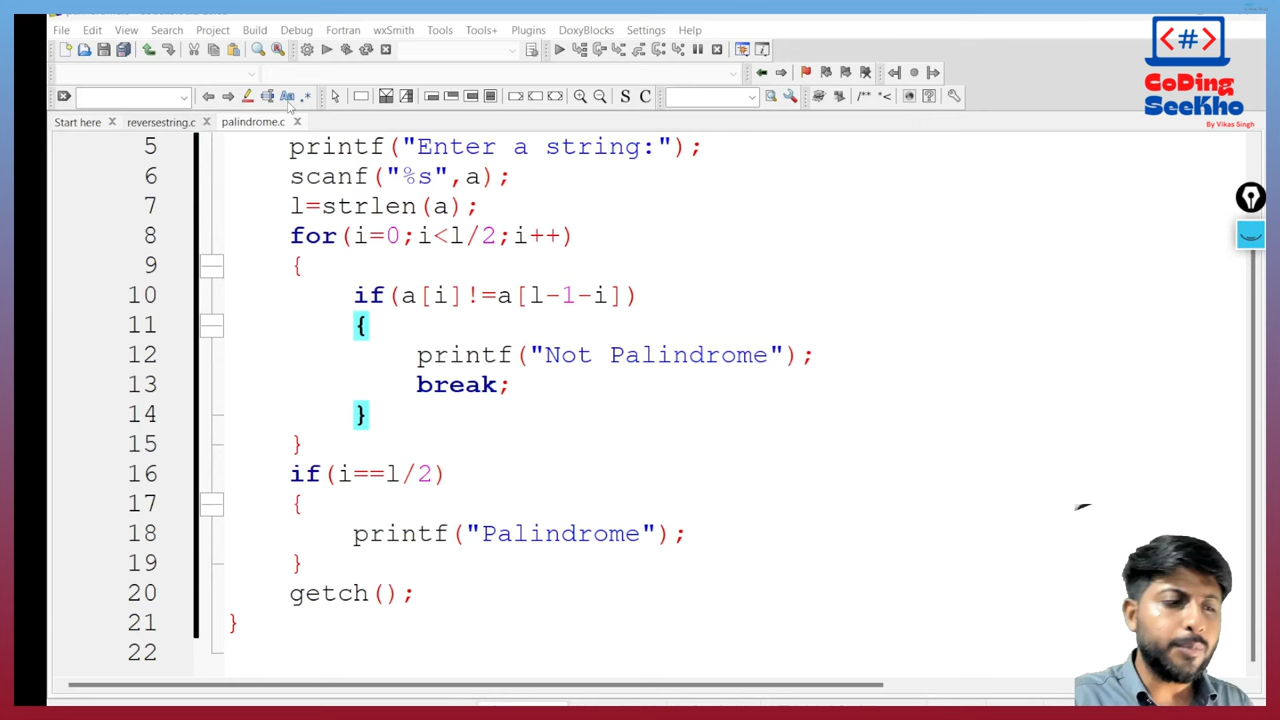 File Edit View Search Project Build Debug Fortran wxSmith Tools Tools+ Plugins DoxyBlocks Settings Help
<#>
CoDing
SeeKho
By Vikas Singh
S C
Start here reversestring.c palindrome.c
5 printf("Enter a string:");
6 scanf("%s",a);
7 l=strlen(a);
8 for(i=0;i<l/2;i++)
9 {
10 if(a[i]!=a[l-1-i])
11 {
12 printf("Not Palindrome");
13 break;
14 }
15 }
16 if(i==l/2)
17 {
18 printf("Palindrome");
19 }
20 getch();
21 }
22